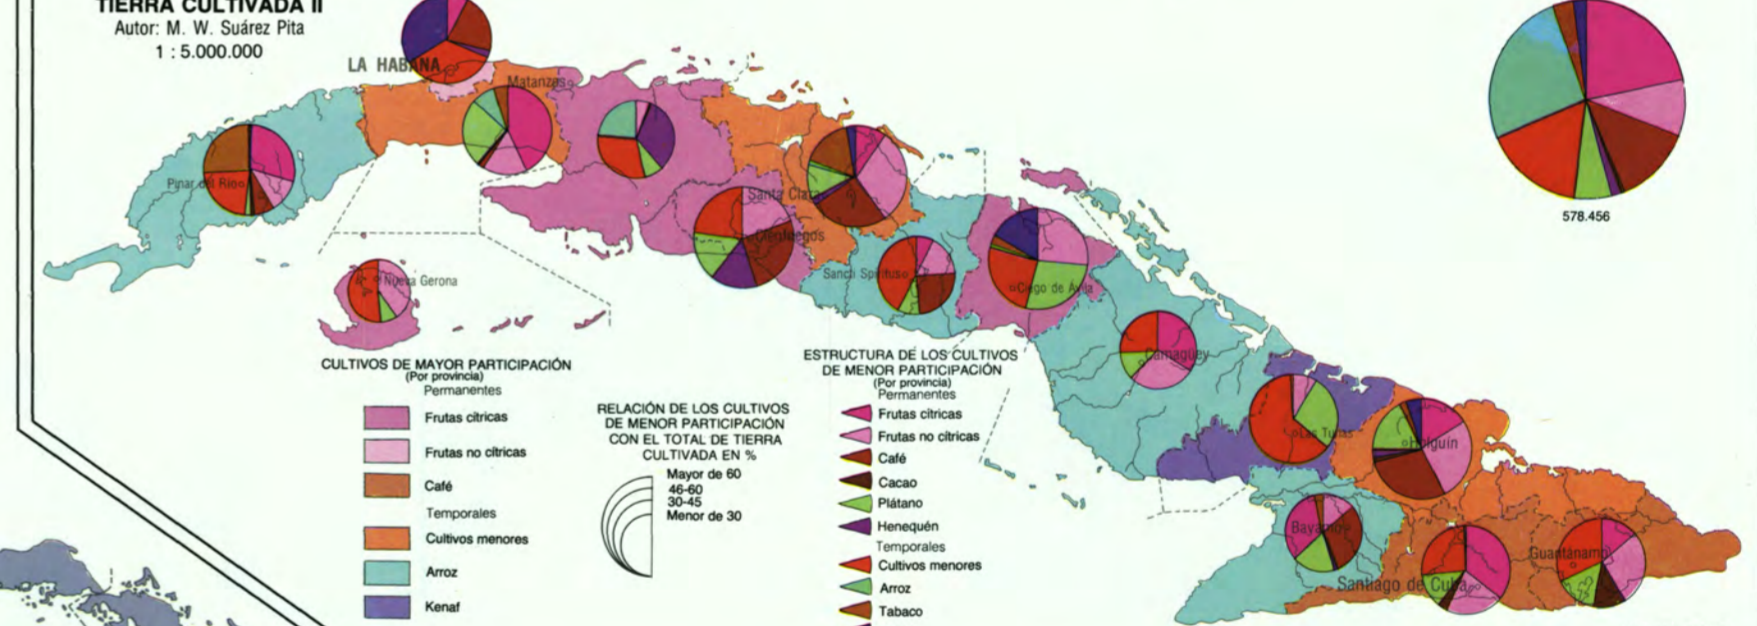 TIERRA CULTIVADA II
Autor: M. W. Suárez Pita
1 : 5.000.000
LA HABANA
Matanzas
Pinar del Río
Santa Clara
Cienfuegos
Nueva Gerona
Sancti Spíritus
Ciego de Ávila
Camagüey
Las Tunas
Holguín
Bayamo
Guantánamo
Santiago de Cuba
578.456
CULTIVOS DE MAYOR PARTICIPACIÓN
(Por provincia)
Permanentes
Frutas cítricas
Frutas no cítricas
Café
Temporales
Cultivos menores
Arroz
Kenaf
RELACIÓN DE LOS CULTIVOS
DE MENOR PARTICIPACIÓN
CON EL TOTAL DE TIERRA
CULTIVADA EN %
Mayor de 60
46-60
30-45
Menor de 30
ESTRUCTURA DE LOS CULTIVOS
DE MENOR PARTICIPACIÓN
(Por provincia)
Permanentes
Frutas cítricas
Frutas no cítricas
Café
Cacao
Plátano
Henequén
Temporales
Cultivos menores
Arroz
Tabaco